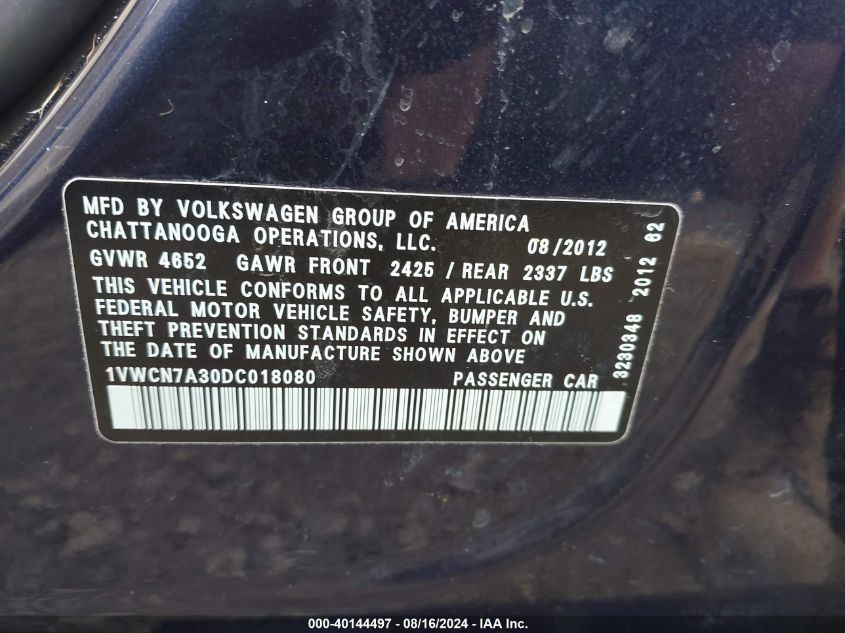 MFD BY VOLKSWAGEN GROUP OF AMERICA
CHATTANOOGA OPERATIONS, LLC. 08/2012
GVWR 4652 GAWR FRONT 2425 / REAR 2337 LBS
THIS VEHICLE CONFORMS TO ALL APPLICABLE U.S.
FEDERAL MOTOR VEHICLE SAFETY, BUMPER AND
THEFT PREVENTION STANDARDS IN EFFECT ON
THE DATE OF MANUFACTURE SHOWN ABOVE
1VWCN7A30DC018080 PASSENGER CAR
3230348 2012 62
000-40144497 - 08/16/2024 - IAA Inc.